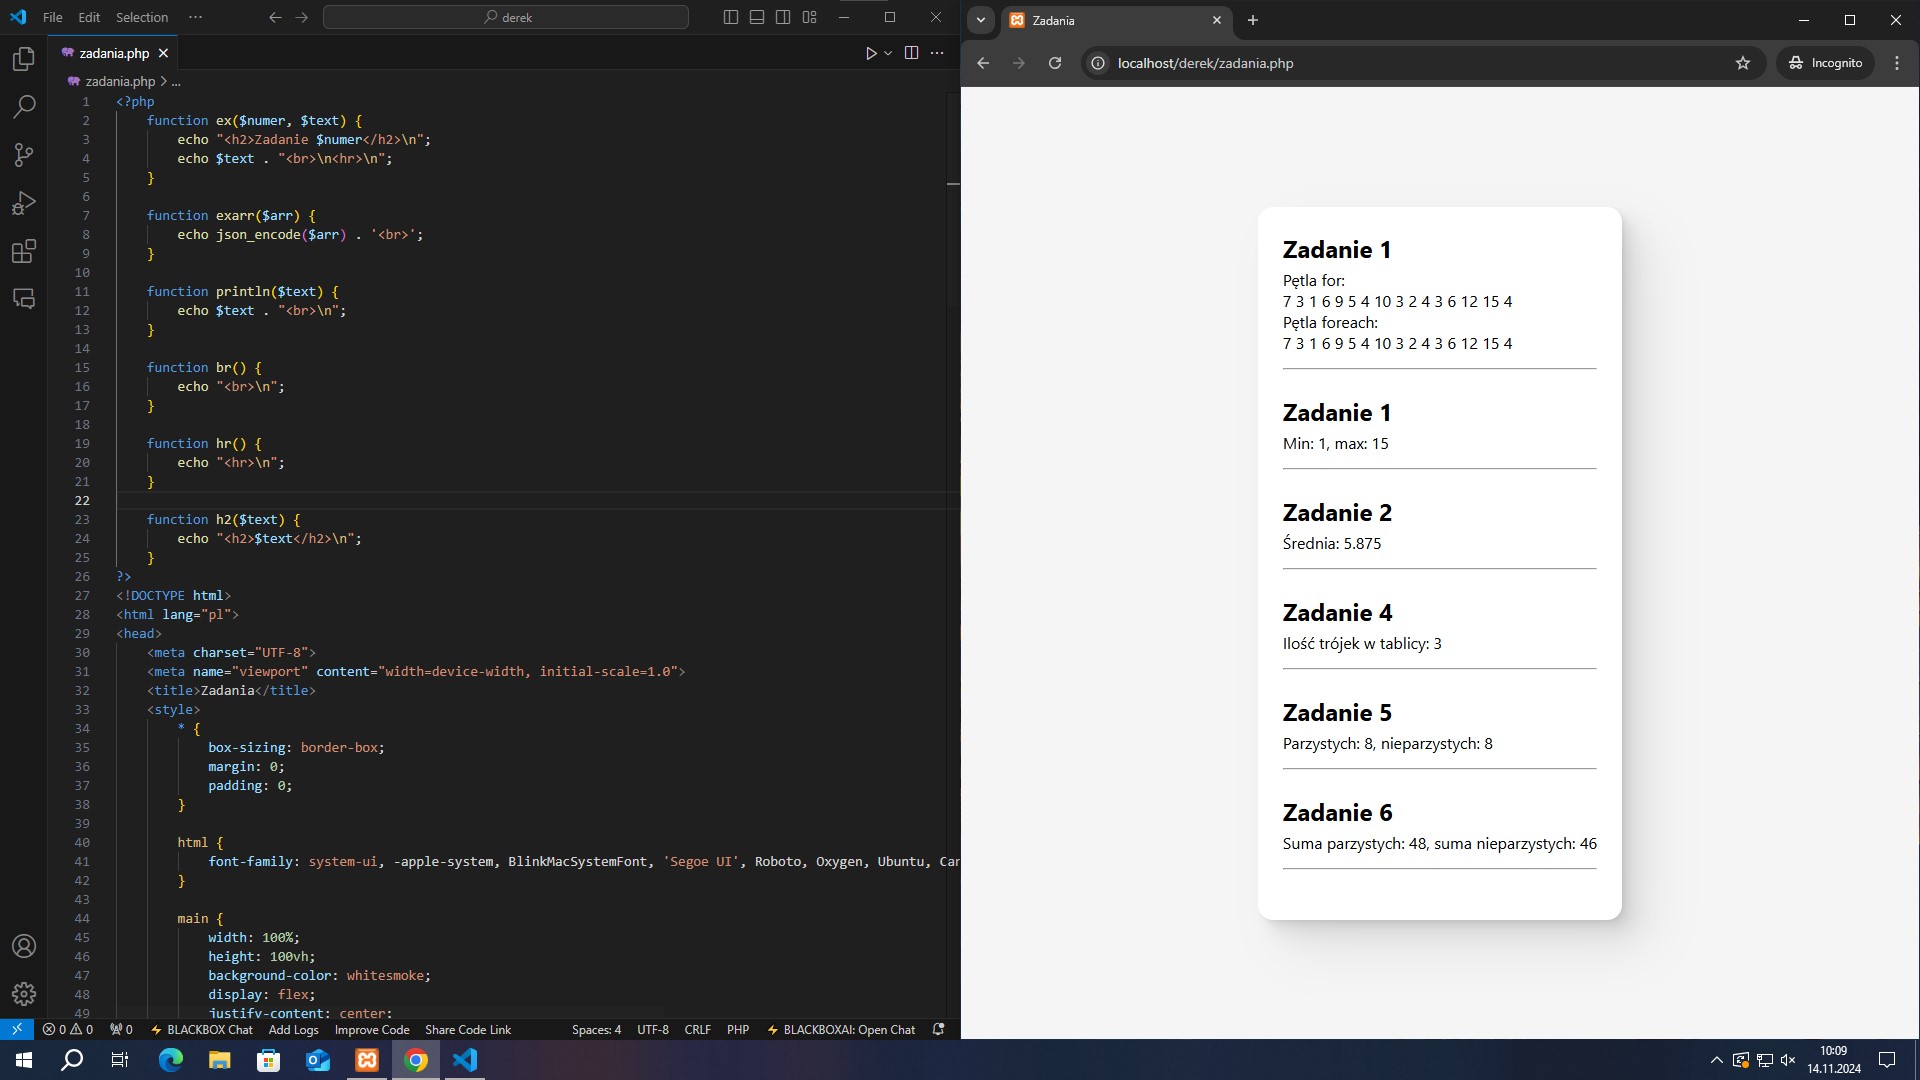 File Edit Selection ··· derek
zadania.php
zadania.php > ...
1 <?php
2 function ex($numer, $text) {
3 echo "<h2>Zadanie $numer</h2>\n";
4 echo $text . "<br>\n<hr>\n";
5 }
6
7 function exarr($arr) {
8 echo json_encode($arr) . '<br>';
9 }
10
11 function println($text) {
12 echo $text . "<br>\n";
13 }
14
15 function br() {
16 echo "<br>\n";
17 }
18
19 function hr() {
20 echo "<hr>\n";
21 }
22
23 function h2($text) {
24 echo "<h2>$text</h2>\n";
25 }
26 ?>
27 <!DOCTYPE html>
28 <html lang="pl">
29 <head>
30 <meta charset="UTF-8">
31 <meta name="viewport" content="width=device-width, initial-scale=1.0">
32 <title>Zadania</title>
33 <style>
34 * {
35 box-sizing: border-box;
36 margin: 0;
37 padding: 0;
38 }
39
40 html {
41 font-family: system-ui, -apple-system, BlinkMacSystemFont, 'Segoe UI', Roboto, Oxygen, Ubuntu, Can
42 }
43
44 main {
45 width: 100%;
46 height: 100vh;
47 background-color: whitesmoke;
48 display: flex;
49 justify-content: center;
0 0 0 BLACKBOX Chat Add Logs Improve Code Share Code Link Spaces: 4 UTF-8 CRLF PHP BLACKBOXAI: Open Chat
Zadania
localhost/derek/zadania.php Incognito
Zadanie 1
Pętla for:
7 3 1 6 9 5 4 10 3 2 4 3 6 12 15 4
Pętla foreach:
7 3 1 6 9 5 4 10 3 2 4 3 6 12 15 4
Zadanie 1
Min: 1, max: 15
Zadanie 2
Średnia: 5.875
Zadanie 4
Ilość trójek w tablicy: 3
Zadanie 5
Parzystych: 8, nieparzystych: 8
Zadanie 6
Suma parzystych: 48, suma nieparzystych: 46
10:09
14.11.2024